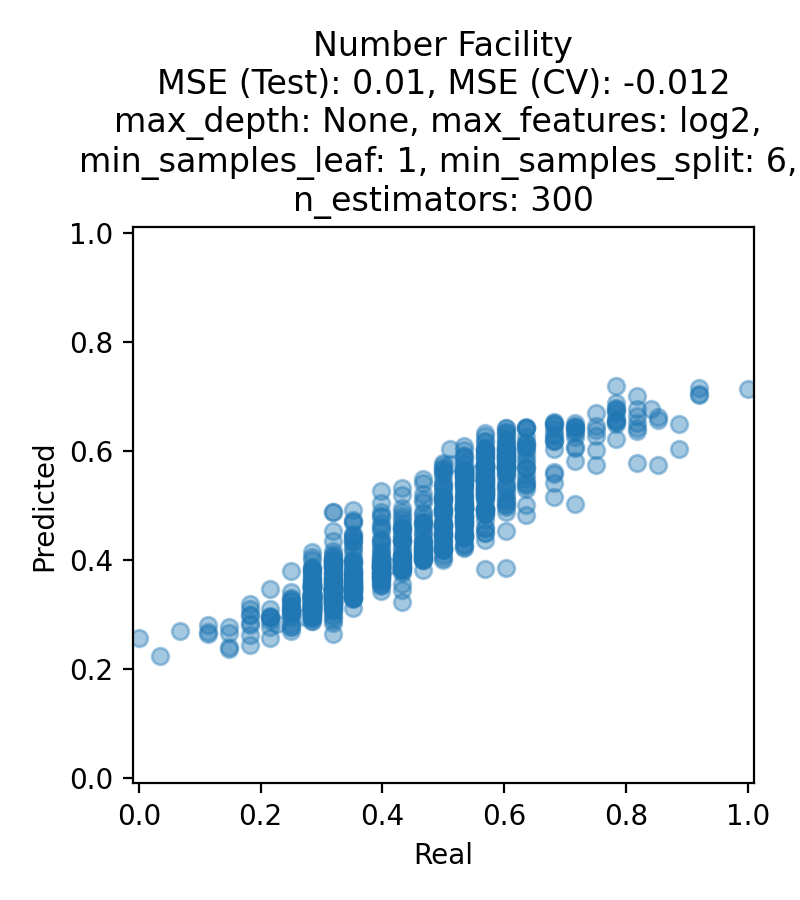 Number Facility
MSE (Test): 0.01, MSE (CV): -0.012
max_depth: None, max_features: log2,
min_samples_leaf: 1, min_samples_split: 6,
n_estimators: 300
1.0
0.8
0.6
0.4
0.2
0.0
Predicted
0.0 0.2 0.4 0.6 0.8 1.0
Real